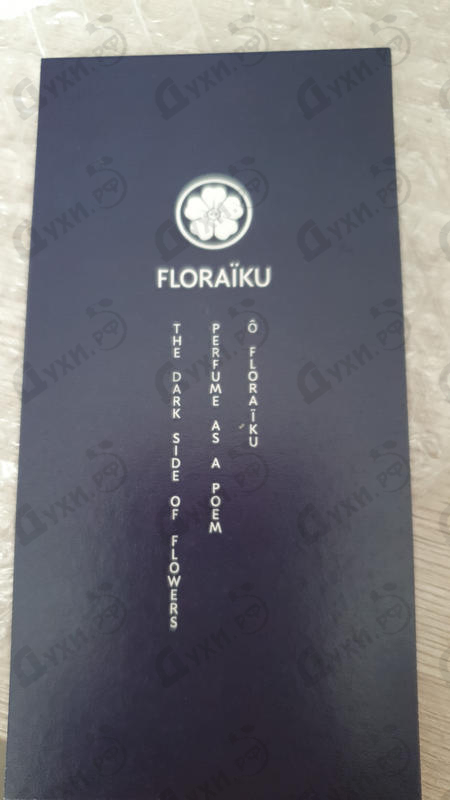 FLORAÏKU
Ô FLORAÏKU
PERFUME AS A POEM
THE DARK SIDE OF FLOWERS
ДУХИ.РФ